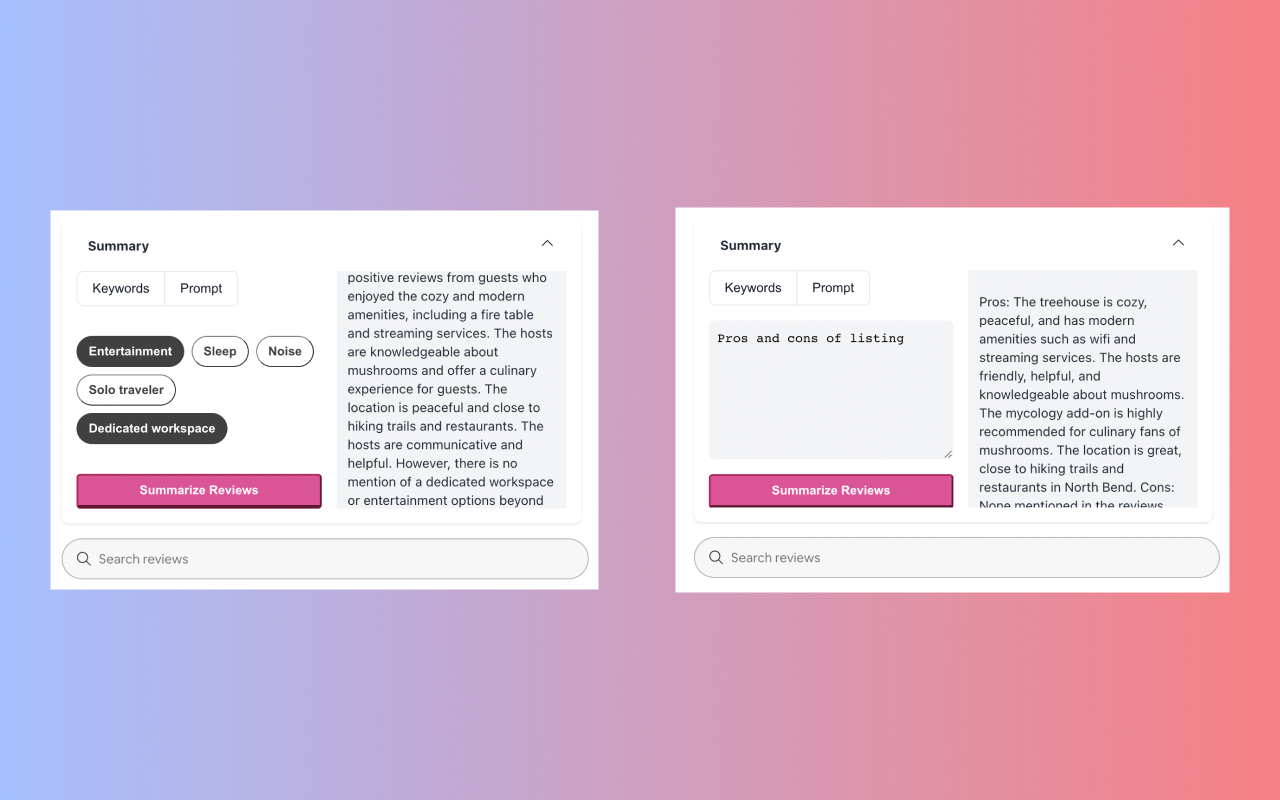 Summary
Keywords
Prompt
Entertainment
Sleep
Noise
Solo traveler
Dedicated workspace
Summarize Reviews
positive reviews from guests who
enjoyed the cozy and modern
amenities, including a fire table
and streaming services. The hosts
are knowledgeable about
mushrooms and offer a culinary
experience for guests. The
location is peaceful and close to
hiking trails and restaurants. The
hosts are communicative and
helpful. However, there is no
mention of a dedicated workspace
or entertainment options beyond
Search reviews
Summary
Keywords
Prompt
Pros and cons of listing
Summarize Reviews
Pros: The treehouse is cozy,
peaceful, and has modern
amenities such as wifi and
streaming services. The hosts are
friendly, helpful, and
knowledgeable about mushrooms.
The mycology add-on is highly
recommended for culinary fans of
mushrooms. The location is great,
close to hiking trails and
restaurants in North Bend. Cons:
None mentioned in the reviews
Search reviews